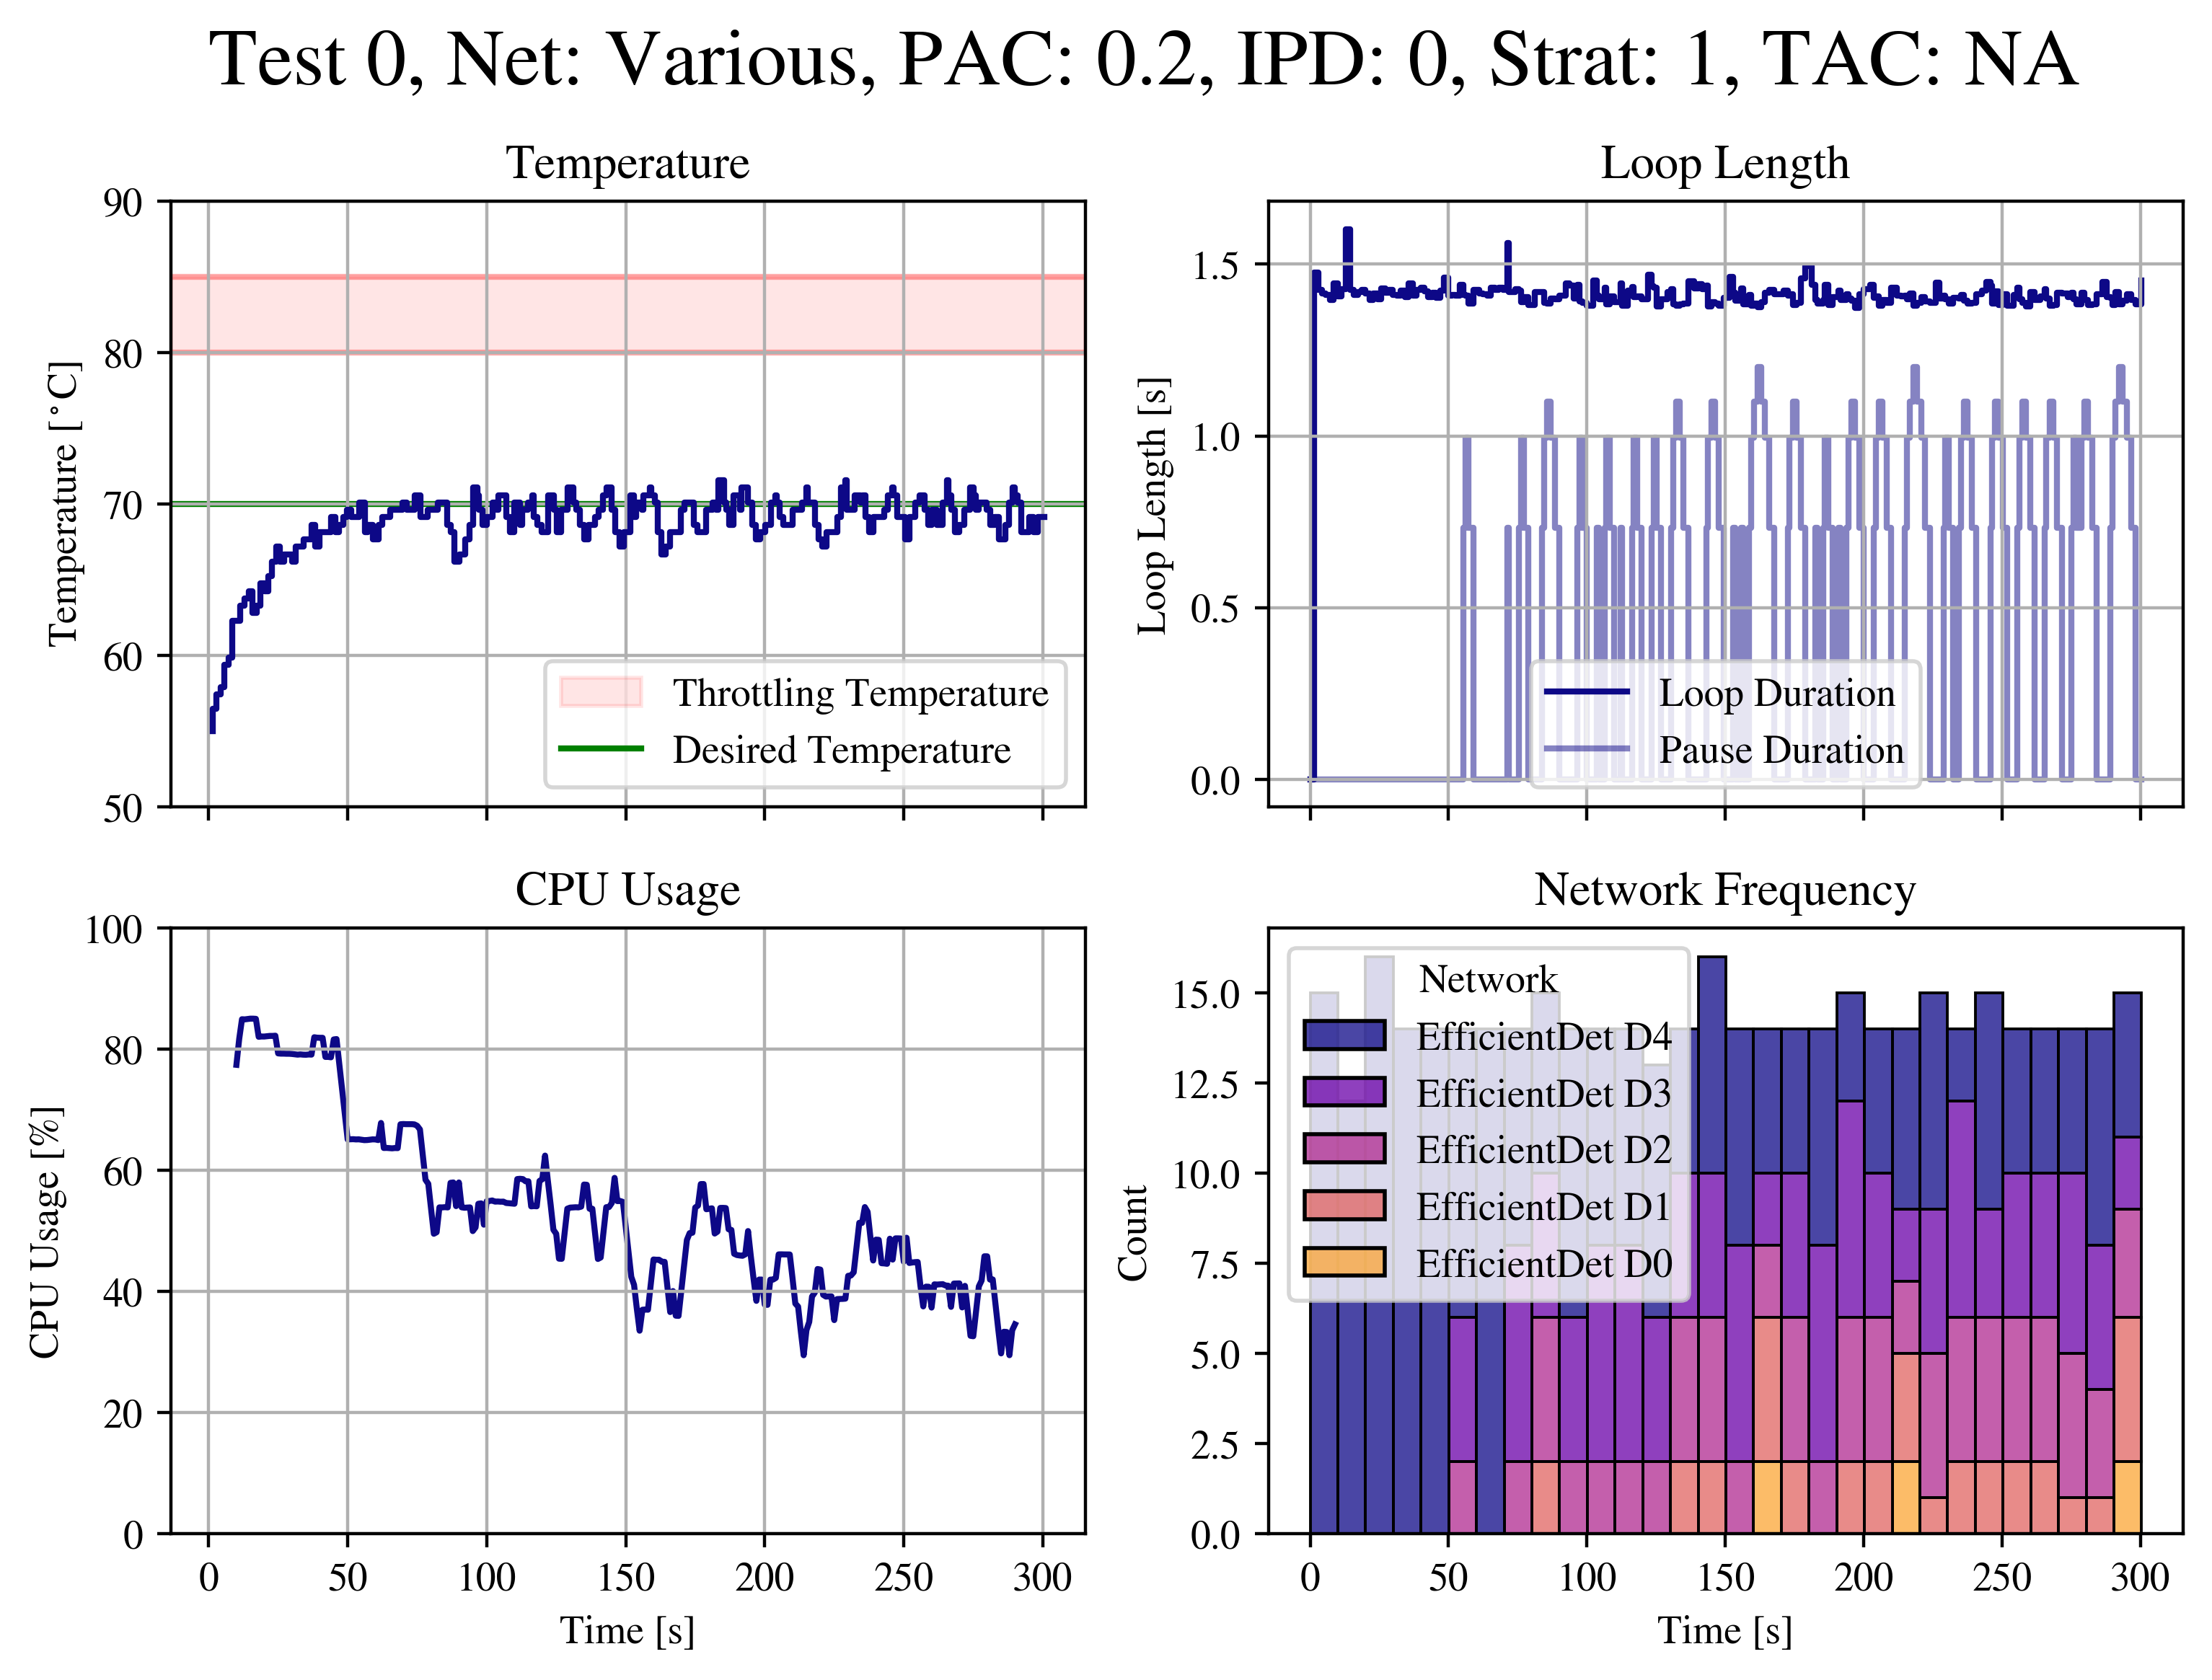 Test 0, Net: Various, PAC: 0.2, IPD: 0, Strat: 1, TAC: NA
Temperature
90
80
70
60
50
Temperature [°C]
Throttling Temperature
Desired Temperature
Loop Length
1.5
1.0
0.5
0.0
Loop Length [s]
Loop Duration
Pause Duration
CPU Usage
100
80
60
40
20
0
CPU Usage [%]
0 50 100 150 200 250 300
Time [s]
Network Frequency
15.0
12.5
10.0
7.5
5.0
2.5
0.0
Count
Network
EfficientDet D4
EfficientDet D3
EfficientDet D2
EfficientDet D1
EfficientDet D0
0 50 100 150 200 250 300
Time [s]